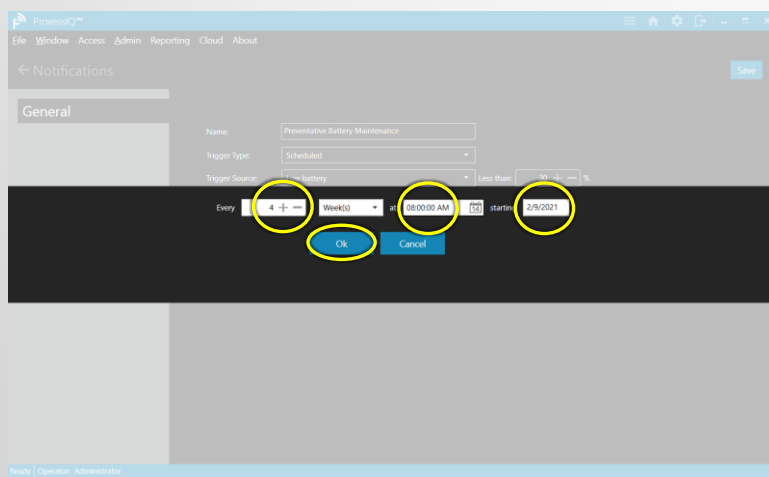 ProxessIQ™
File Window Access Admin Reporting Cloud About
Notifications
Save
General
Name: Preventative Battery Maintenance
Trigger Type: Scheduled
Trigger Source: Low battery Less than: 30 + − %
Every 4 + − Week(s) at 08:00:00 AM 14 starting 2/9/2021
Ok Cancel
Ready Operator: Administrator